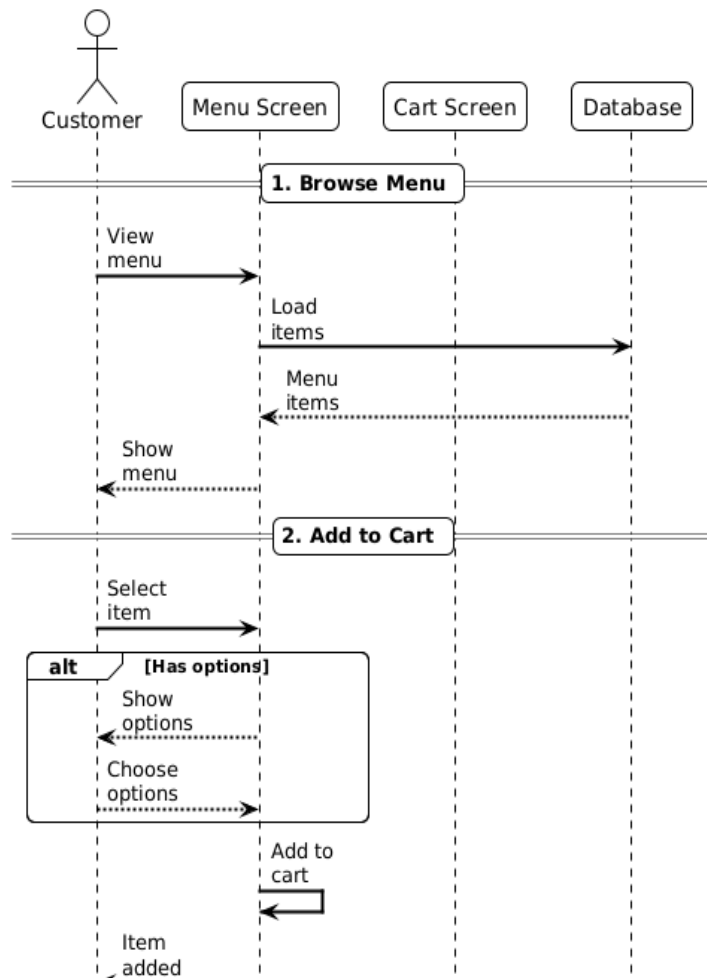 Customer
Menu Screen
Cart Screen
Database
1. Browse Menu
View
menu
Load
items
Menu
items
Show
menu
2. Add to Cart
Select
item
alt
[Has options]
Show
options
Choose
options
Add to
cart
Item
added